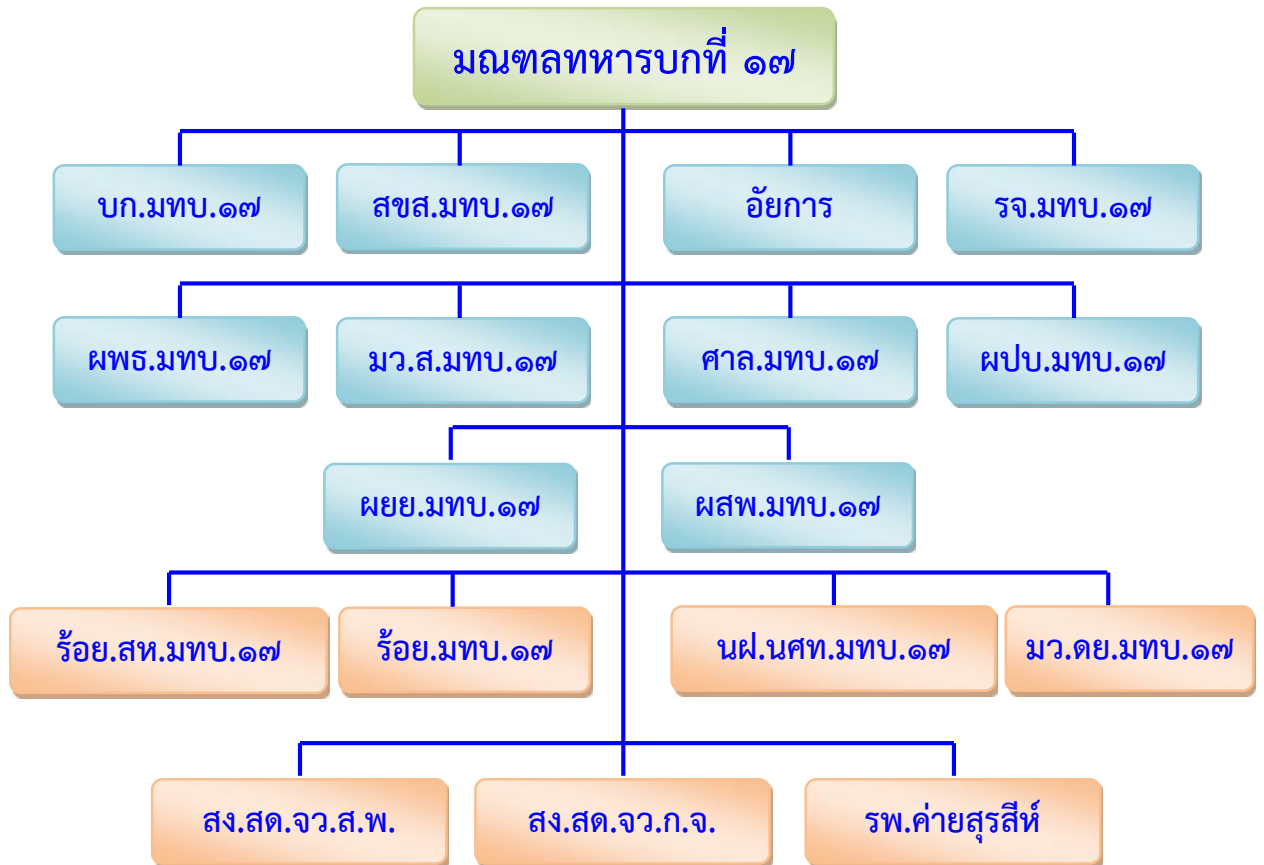 มณฑลทหารบกที่ ๑๗
บก.มทบ.๑๗
สขส.มทบ.๑๗
อัยการ
รจ.มทบ.๑๗
ผพธ.มทบ.๑๗
มว.ส.มทบ.๑๗
ศาล.มทบ.๑๗
ผปบ.มทบ.๑๗
ผยย.มทบ.๑๗
ผสพ.มทบ.๑๗
ร้อย.สห.มทบ.๑๗
ร้อย.มทบ.๑๗
นฝ.นศท.มทบ.๑๗
มว.ดย.มทบ.๑๗
สง.สด.จว.ส.พ.
สง.สด.จว.ก.จ.
รพ.ค่ายสุรสีห์